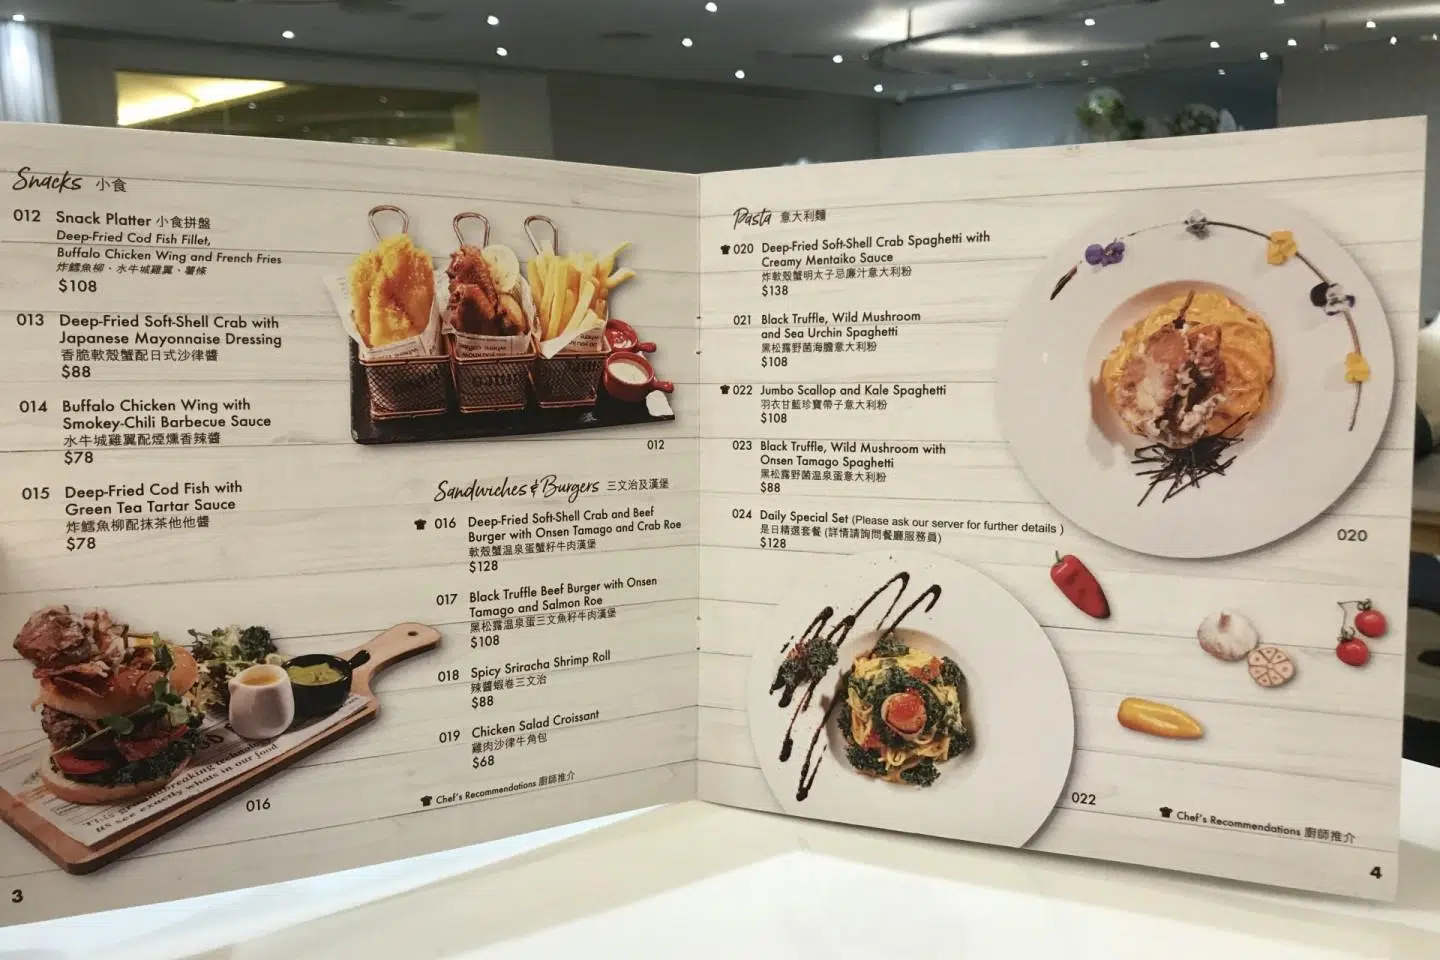 Snacks 小食
012 Snack Platter 小食拼盤
Deep-Fried Cod Fish Fillet,
Buffalo Chicken Wing and French Fries
炸鱈魚柳、水牛城雞翼、薯條
$108
013 Deep-Fried Soft-Shell Crab with
Japanese Mayonnaise Dressing
香脆軟殼蟹配日式沙律醬
$88
014 Buffalo Chicken Wing with
Smokey-Chili Barbecue Sauce
水牛城雞翼配煙燻香辣醬
$78
015 Deep-Fried Cod Fish with
Green Tea Tartar Sauce
炸鱈魚柳配抹茶他他醬
$78
012
Sandwiches & Burgers 三文治及漢堡
016 Deep-Fried Soft-Shell Crab and Beef
Burger with Onsen Tamago and Crab Roe
軟殼蟹溫泉蛋蟹籽牛肉漢堡
$128
017 Black Truffle Beef Burger with Onsen
Tamago and Salmon Roe
黑松露溫泉蛋三文魚籽牛肉漢堡
$108
018 Spicy Sriracha Shrimp Roll
辣醬蝦卷三文治
$88
019 Chicken Salad Croissant
雞肉沙律牛角包
$68
Chef's Recommendations 廚師推介
016
3
Pasta 意大利麵
020 Deep-Fried Soft-Shell Crab Spaghetti with
Creamy Mentaiko Sauce
炸軟殼蟹明太子忌廉汁意大利粉
$138
021 Black Truffle, Wild Mushroom
and Sea Urchin Spaghetti
黑松露野菌海膽意大利粉
$108
022 Jumbo Scallop and Kale Spaghetti
羽衣甘藍珍寶帶子意大利粉
$108
023 Black Truffle, Wild Mushroom with
Onsen Tamago Spaghetti
黑松露野菌溫泉蛋意大利粉
$88
024 Daily Special Set (Please ask our server for further details )
是日精選套餐 (詳情請詢問餐廳服務員)
$128
020
022
Chef's Recommendations 廚師推介
4